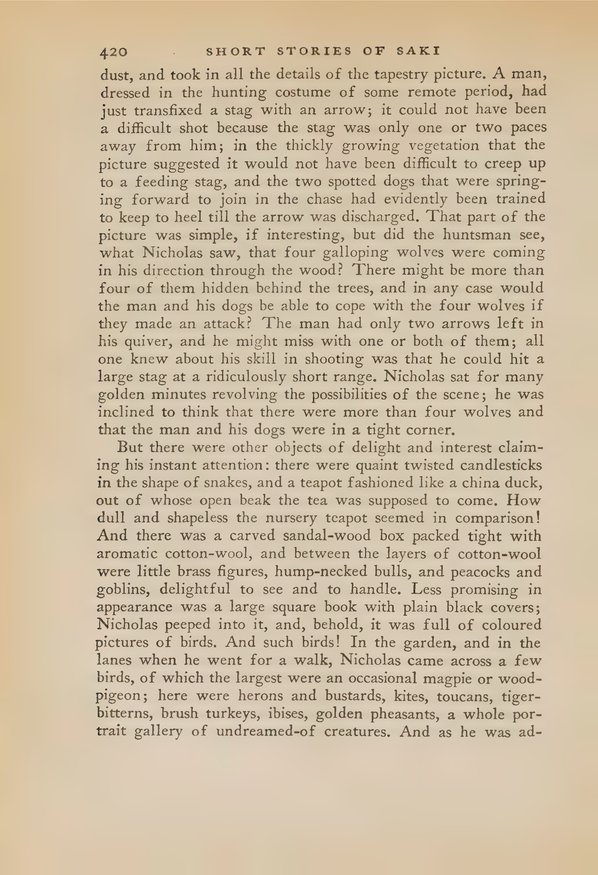 420 SHORT STORIES OF SAKI
dust, and took in all the details of the tapestry picture. A man,
dressed in the hunting costume of some remote period, had
just transfixed a stag with an arrow; it could not have been
a difficult shot because the stag was only one or two paces
away from him; in the thickly growing vegetation that the
picture suggested it would not have been difficult to creep up
to a feeding stag, and the two spotted dogs that were spring-
ing forward to join in the chase had evidently been trained
to keep to heel till the arrow was discharged. That part of the
picture was simple, if interesting, but did the huntsman see,
what Nicholas saw, that four galloping wolves were coming
in his direction through the wood? There might be more than
four of them hidden behind the trees, and in any case would
the man and his dogs be able to cope with the four wolves if
they made an attack? The man had only two arrows left in
his quiver, and he might miss with one or both of them; all
one knew about his skill in shooting was that he could hit a
large stag at a ridiculously short range. Nicholas sat for many
golden minutes revolving the possibilities of the scene; he was
inclined to think that there were more than four wolves and
that the man and his dogs were in a tight corner.
But there were other objects of delight and interest claim-
ing his instant attention: there were quaint twisted candlesticks
in the shape of snakes, and a teapot fashioned like a china duck,
out of whose open beak the tea was supposed to come. How
dull and shapeless the nursery teapot seemed in comparison!
And there was a carved sandal-wood box packed tight with
aromatic cotton-wool, and between the layers of cotton-wool
were little brass figures, hump-necked bulls, and peacocks and
goblins, delightful to see and to handle. Less promising in
appearance was a large square book with plain black covers;
Nicholas peeped into it, and, behold, it was full of coloured
pictures of birds. And such birds! In the garden, and in the
lanes when he went for a walk, Nicholas came across a few
birds, of which the largest were an occasional magpie or wood-
pigeon; here were herons and bustards, kites, toucans, tiger-
bitterns, brush turkeys, ibises, golden pheasants, a whole por-
trait gallery of undreamed-of creatures. And as he was ad-